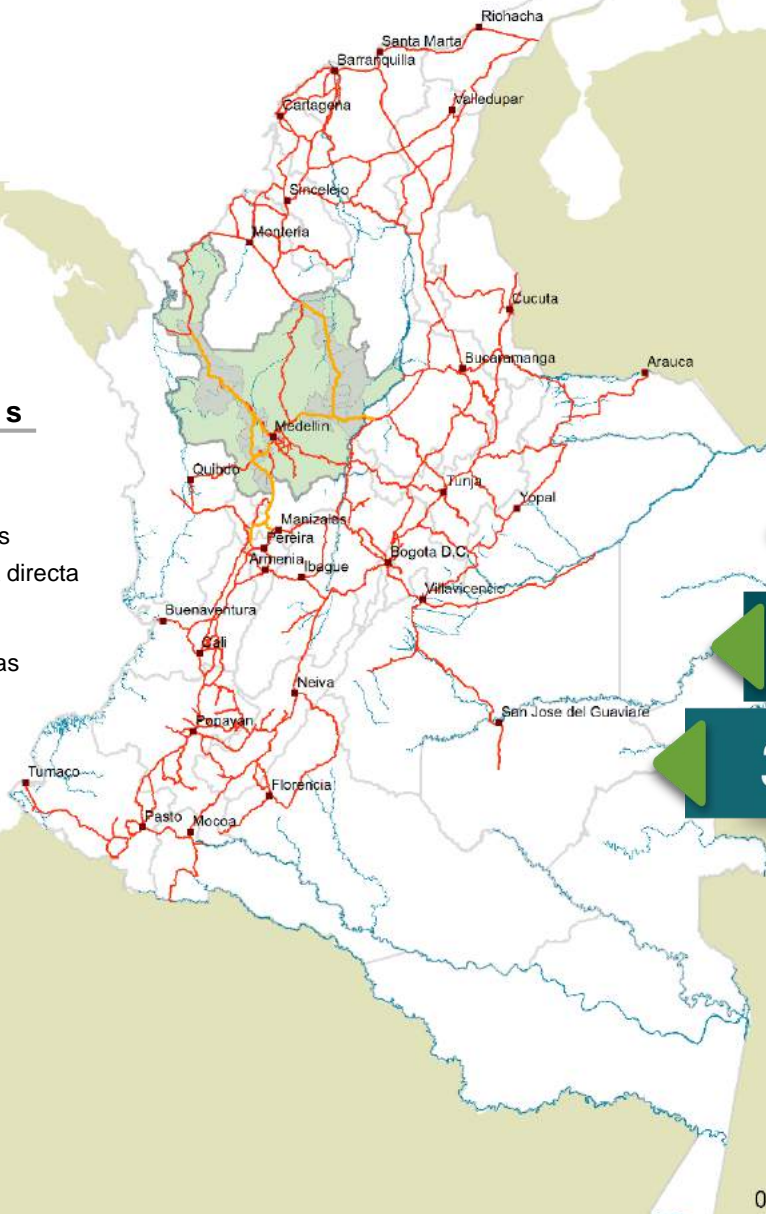 Riohacha
Santa Marta
Barranquilla
Valledupar
Cartagena
Sincelejo
Monteria
Cucuta
Bucaramanga
Arauca
s
Medellin
Quibdo
Tunja
Yopal
Manizales
s
Pereira
Bogota D.C.
directa
Armenia
Ibague
Villavicencio
Buenaventura
Cali
as
Neiva
San Jose del Guaviare
Popayan
3
Tumaco
Florencia
Pasto
Mocoa
0